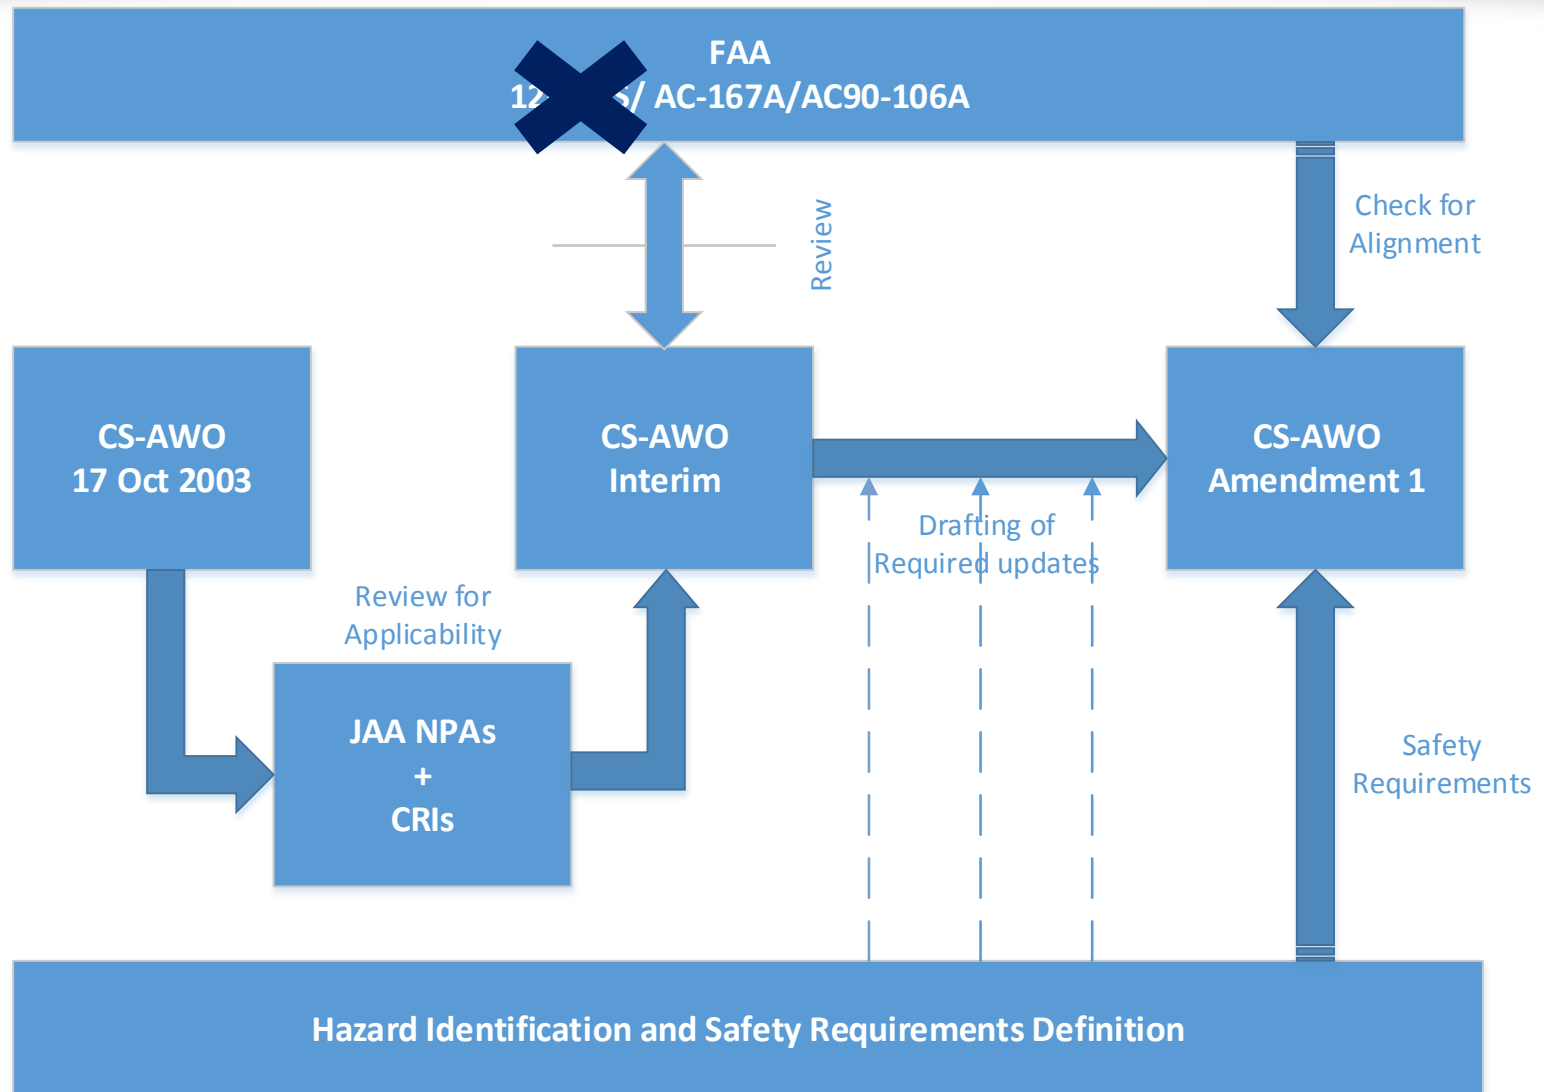 FAA
AC-167A/AC90-106A
Review
Check for
Alignment
CS-AWO
17 Oct 2003
CS-AWO
Interim
CS-AWO
Amendment 1
Drafting of
Required updates
Review for
Applicability
JAA NPAs
+
CRIs
Safety
Requirements
Hazard Identification and Safety Requirements Definition